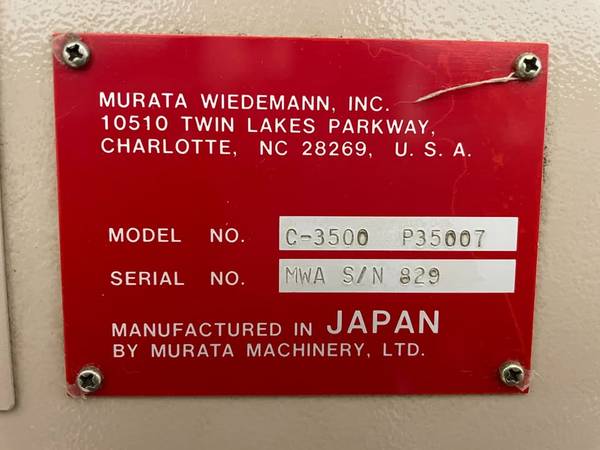 MURATA WIEDEMANN, INC.
10510 TWIN LAKES PARKWAY,
CHARLOTTE, NC 28269, U. S. A.
MODEL NO. C-3500 P35007
SERIAL NO. MWA S/N 829
MANUFACTURED IN JAPAN
BY MURATA MACHINERY, LTD.